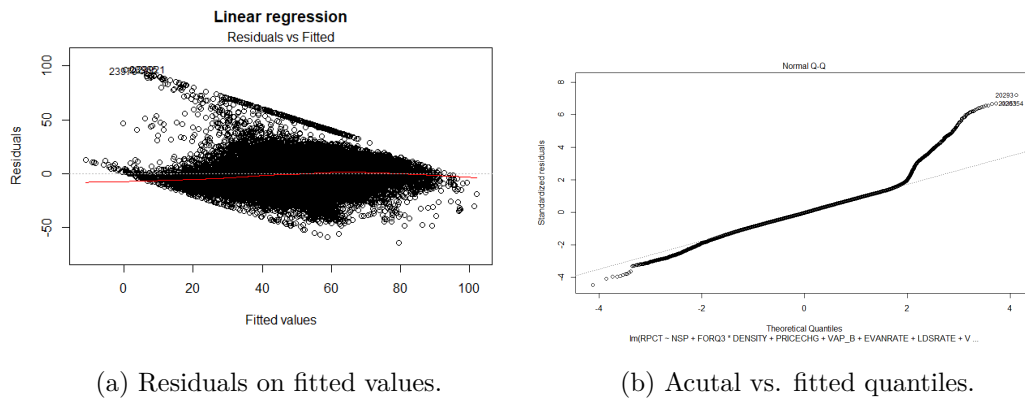 Linear regression
Residuals vs Fitted
Residuals
100
50
0
-50
0
20
40
60
80
100
Fitted values
(a) Residuals on fitted values.
Normal Q-Q
Standardized residuals
8
6
4
2
0
-2
-4
20293
-4
-2
0
2
4
Theoretical Quantiles
lm(RPCT ~ NSP + FORQ3 * DENSITY + PRICECHG + VAP_B + EVANRATE + LDSRATE + V ...
(b) Acutal vs. fitted quantiles.